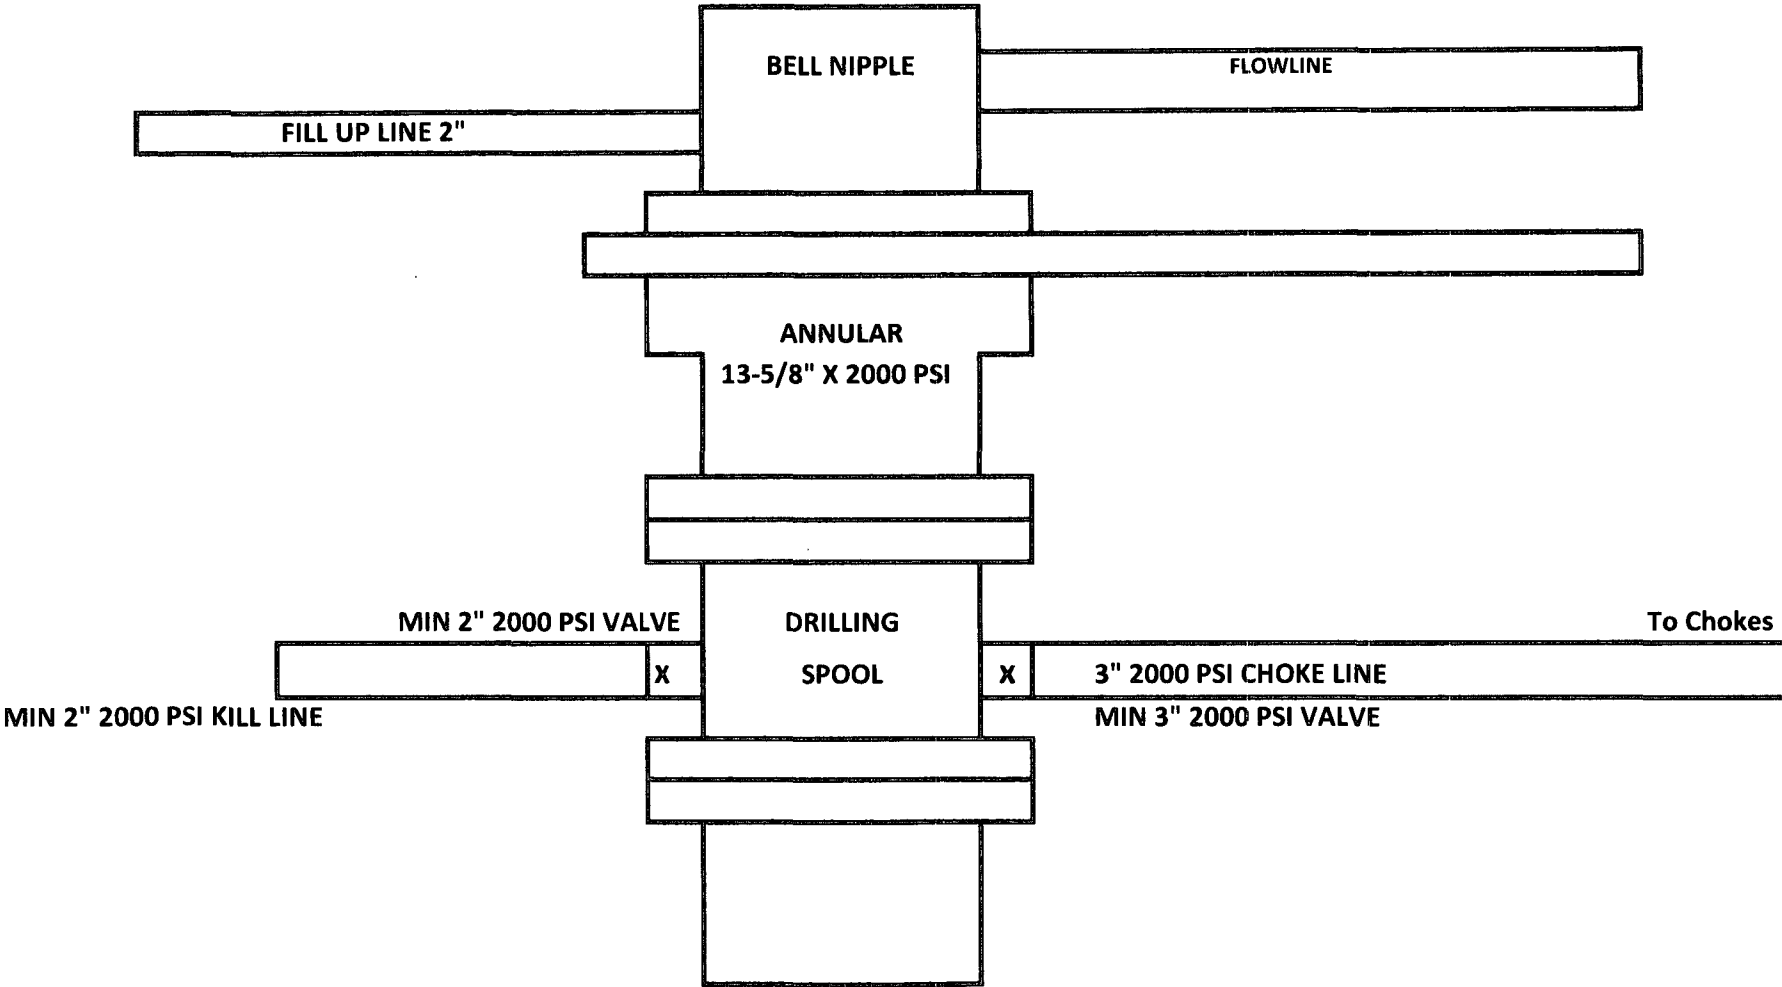 BELL NIPPLE
FLOWLINE
FILL UP LINE 2"
ANNULAR
13-5/8" X 2000 PSI
MIN 2" 2000 PSI VALVE
DRILLING
To Chokes
X
SPOOL
X
3" 2000 PSI CHOKE LINE
MIN 2" 2000 PSI KILL LINE
MIN 3" 2000 PSI VALVE